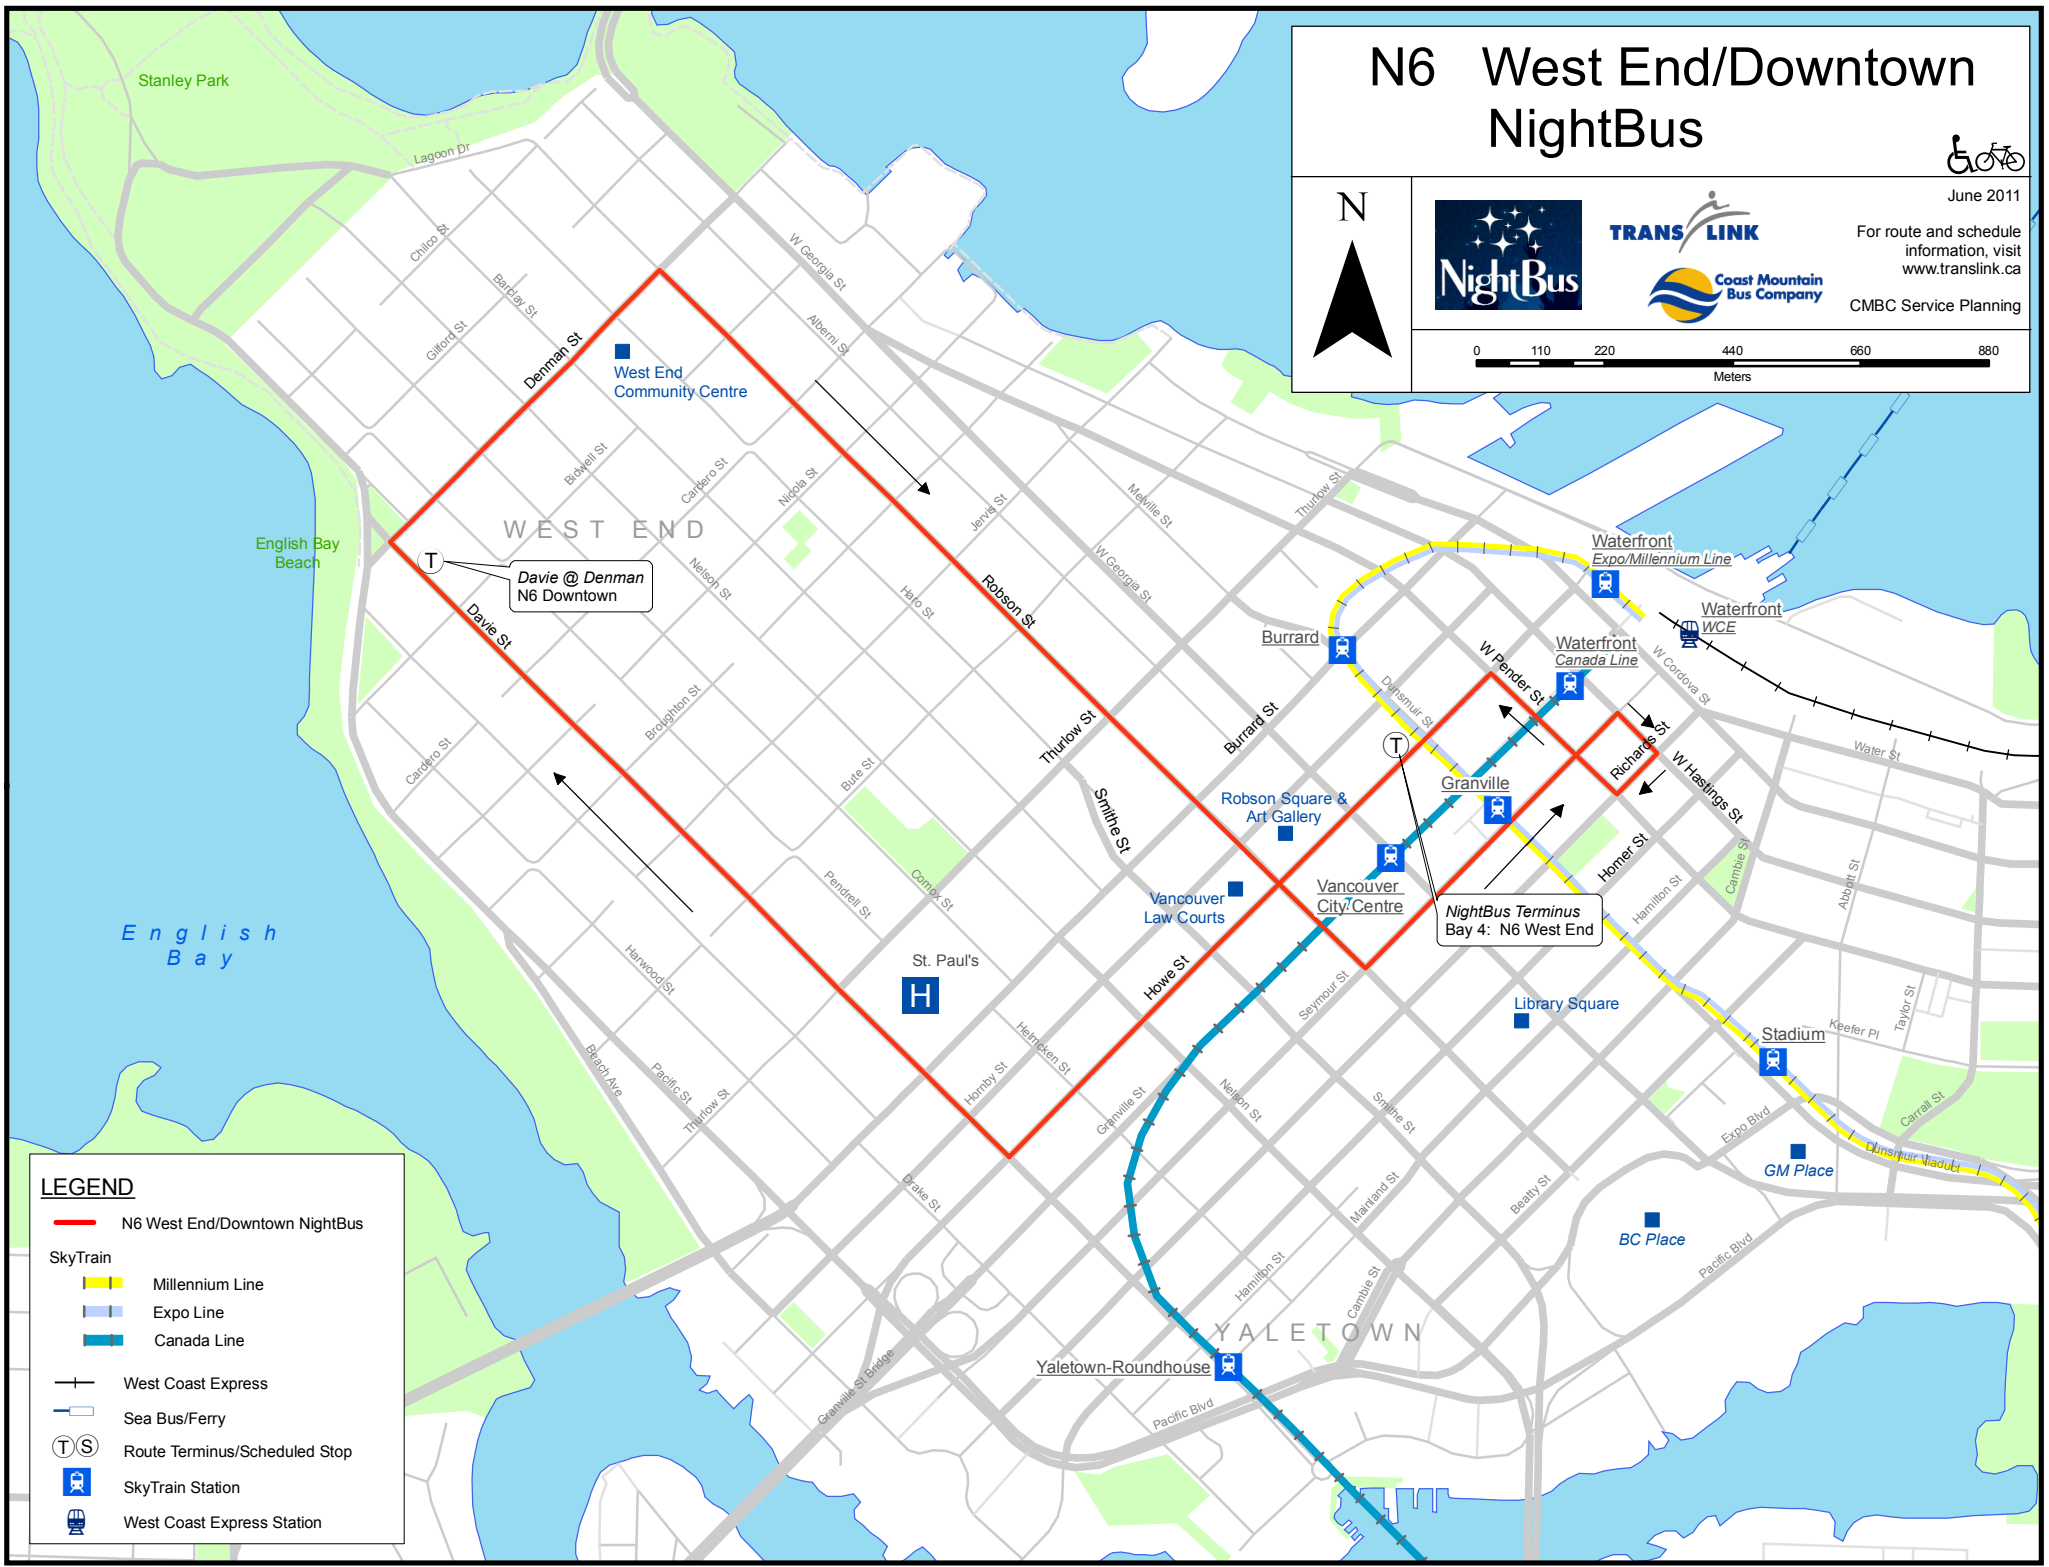 N6 West End/Downtown
NightBus
N
NightBus
TRANS LINK
Coast Mountain
Bus Company
June 2011
For route and schedule
information, visit
www.translink.ca
CMBC Service Planning
0 110 220 440 660 880
Meters
Stanley Park
Lagoon Dr
Chilco St
Barclay St
Gilford St
W Georgia St
Alberni St
Denman St
West End
Community Centre
Bidwell St
Cardero St
Nicola St
Jervis St
Melville St
Thurlow St
WEST END
English Bay
Beach
T
Davie @ Denman
N6 Downtown
Davie St
Nelson St
Haro St
Robson St
W Georgia St
Waterfront
Expo/Millennium Line
Waterfront
WCE
Burrard
Waterfront
Canada Line
W Pender St
W Cordova St
Dunsmuir St
Broughton St
Cardero St
Bute St
Thurlow St
Burrard St
Smithe St
T
Granville
Richards St
W Hastings St
Water St
Robson Square &
Art Gallery
Homer St
Cambie St
Abbott St
Hamilton St
Vancouver
City Centre
Vancouver
Law Courts
NightBus Terminus
Bay 4: N6 West End
Pendrell St
Comox St
English
Bay
Harwood St
St. Paul's
H
Howe St
Seymour St
Library Square
Taylor St
Keefer Pl
Stadium
Helmcken St
Hornby St
Beach Ave
Pacific St
Thurlow St
Granville St
Nelson St
Smithe St
Expo Blvd
Carrall St
Dunsmuir Viaduct
GM Place
Drake St
Mainland St
Beatty St
BC Place
Pacific Blvd
Hamilton St
Cambie St
YALETOWN
Yaletown-Roundhouse
Granville St Bridge
Pacific Blvd
LEGEND
N6 West End/Downtown NightBus
SkyTrain
Millennium Line
Expo Line
Canada Line
West Coast Express
Sea Bus/Ferry
T S Route Terminus/Scheduled Stop
SkyTrain Station
West Coast Express Station